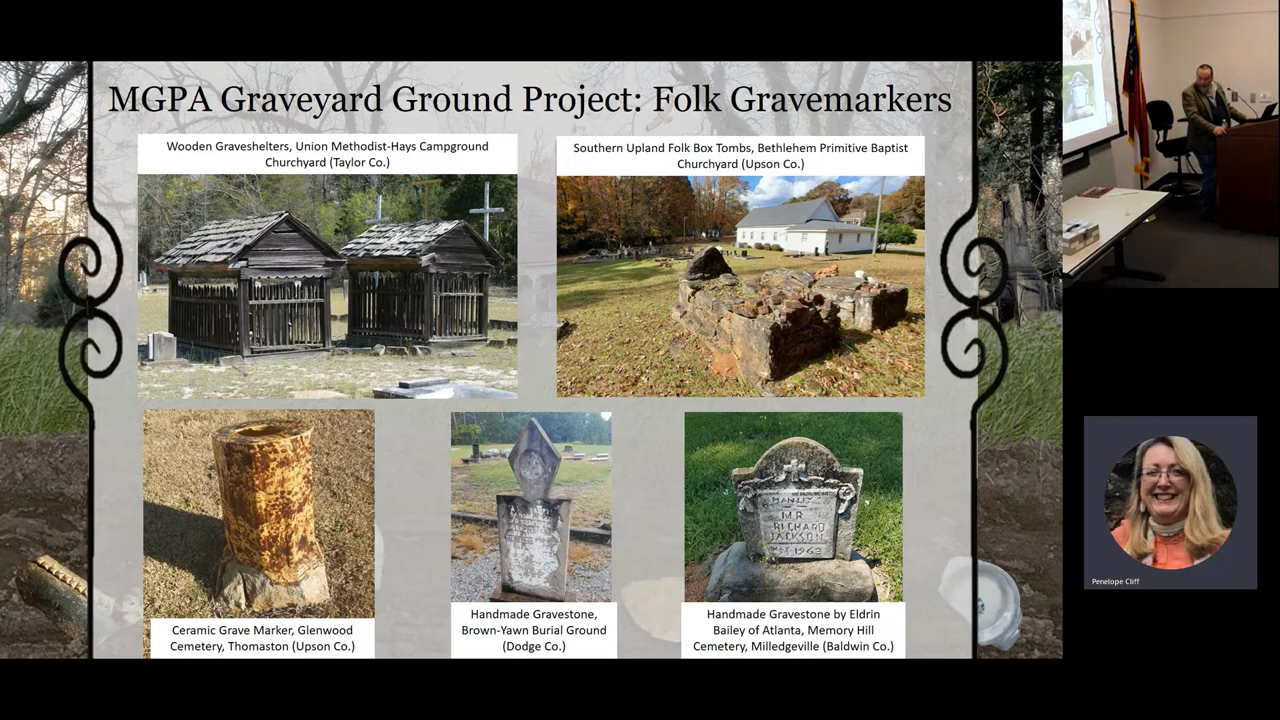 MGPA Graveyard Ground Project: Folk Gravemarkers
Wooden Graveshelters, Union Methodist-Hays Campground
Churchyard (Taylor Co.)
Southern Upland Folk Box Tombs, Bethlehem Primitive Baptist
Churchyard (Upson Co.)
HANLEY
MR.
RICHARD
JACKSON
1963
Ceramic Grave Marker, Glenwood
Cemetery, Thomaston (Upson Co.)
Handmade Gravestone,
Brown-Yawn Burial Ground
(Dodge Co.)
Handmade Gravestone by Eldrin
Bailey of Atlanta, Memory Hill
Cemetery, Milledgeville (Baldwin Co.)
Penelope Cliff